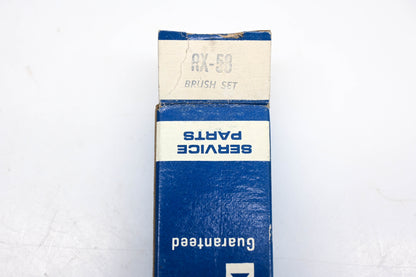 RX-58
BRUSH SET
SERVICE
PARTS
Guaranteed